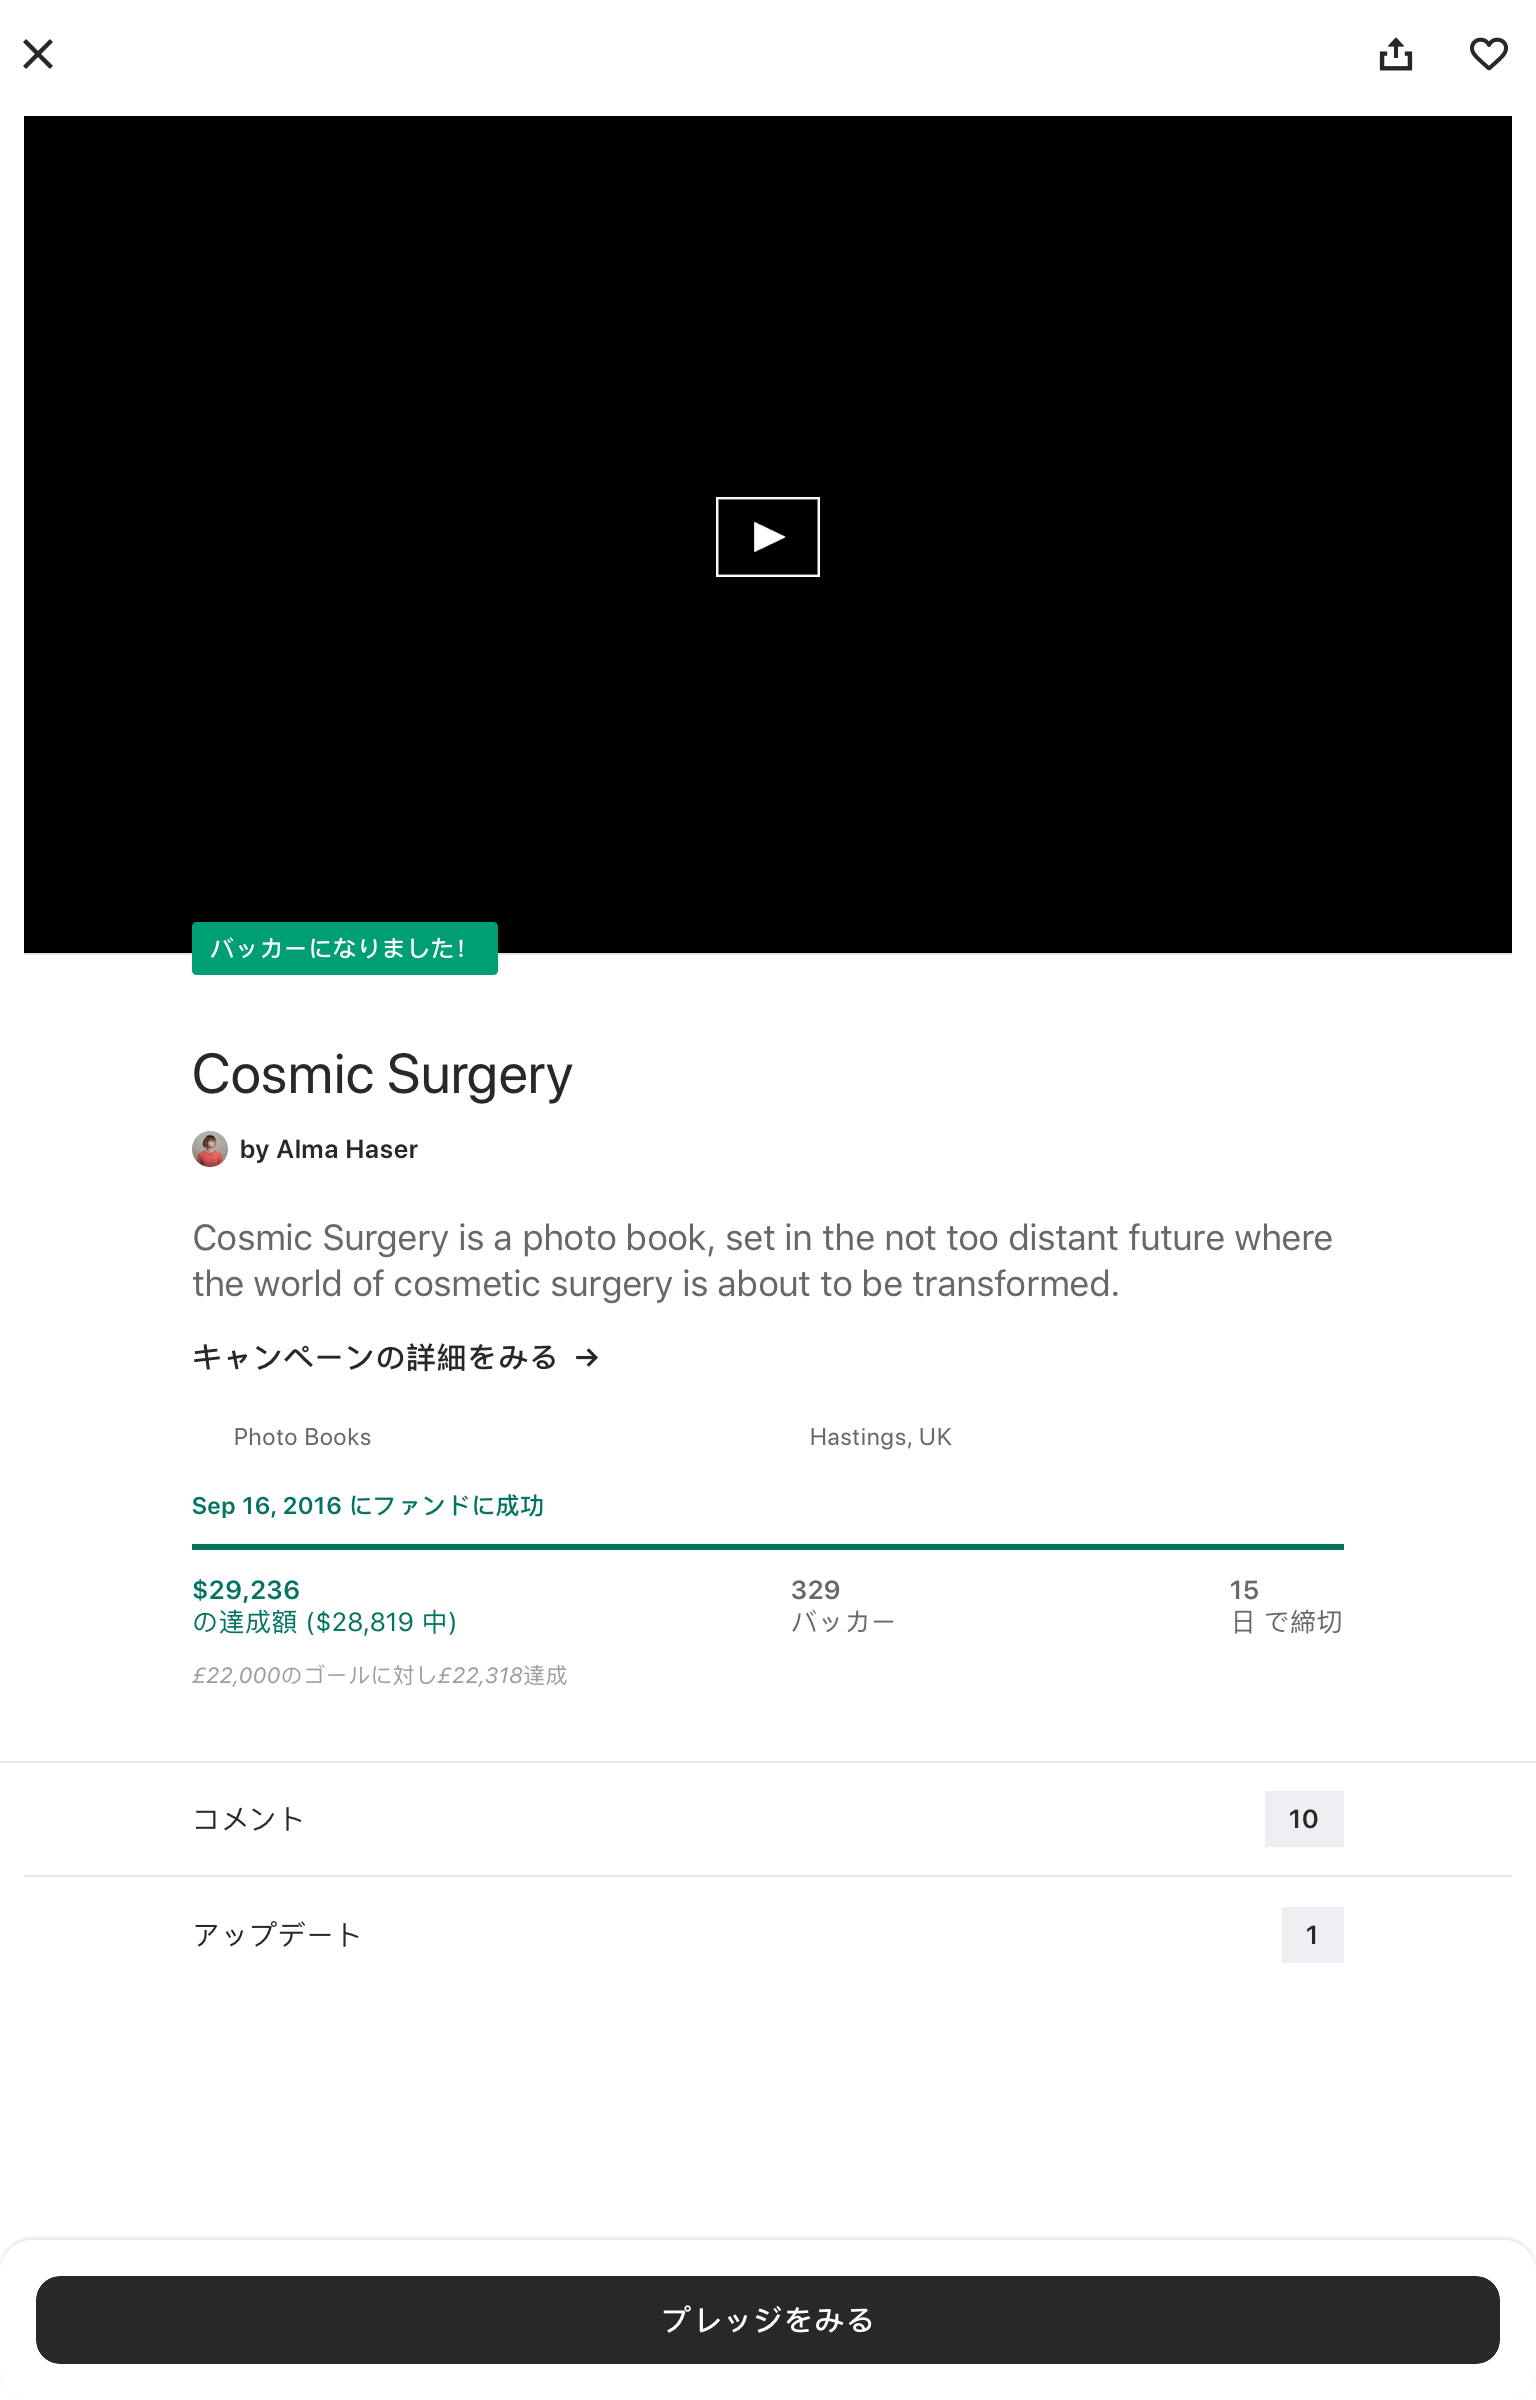 バッカーになりました！
Cosmic Surgery
by Alma Haser
Cosmic Surgery is a photo book, set in the not too distant future where
the world of cosmetic surgery is about to be transformed.
キャンペーンの詳細をみる →
Photo Books
Hastings, UK
Sep 16, 2016 にファンドに成功
$29,236
の達成額 ($28,819 中)
329
バッカー
15
日 で締切
£22,000のゴールに対し£22,318達成
コメント
10
アップデート
1
プレッジをみる